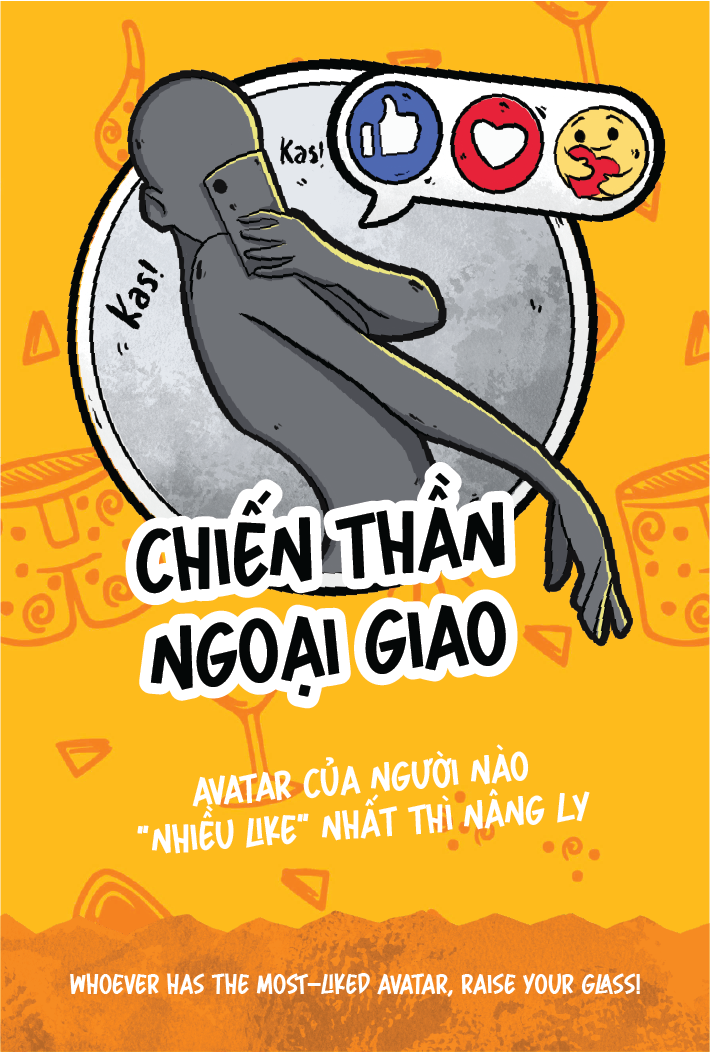 Kas!
Kas!
CHIẾN THẦN
NGOẠI GIAO
AVATAR CỦA NGƯỜI NÀO
"NHIỀU LIKE" NHẤT THÌ NÂNG LY
WHOEVER HAS THE MOST-LIKED AVATAR, RAISE YOUR GLASS!